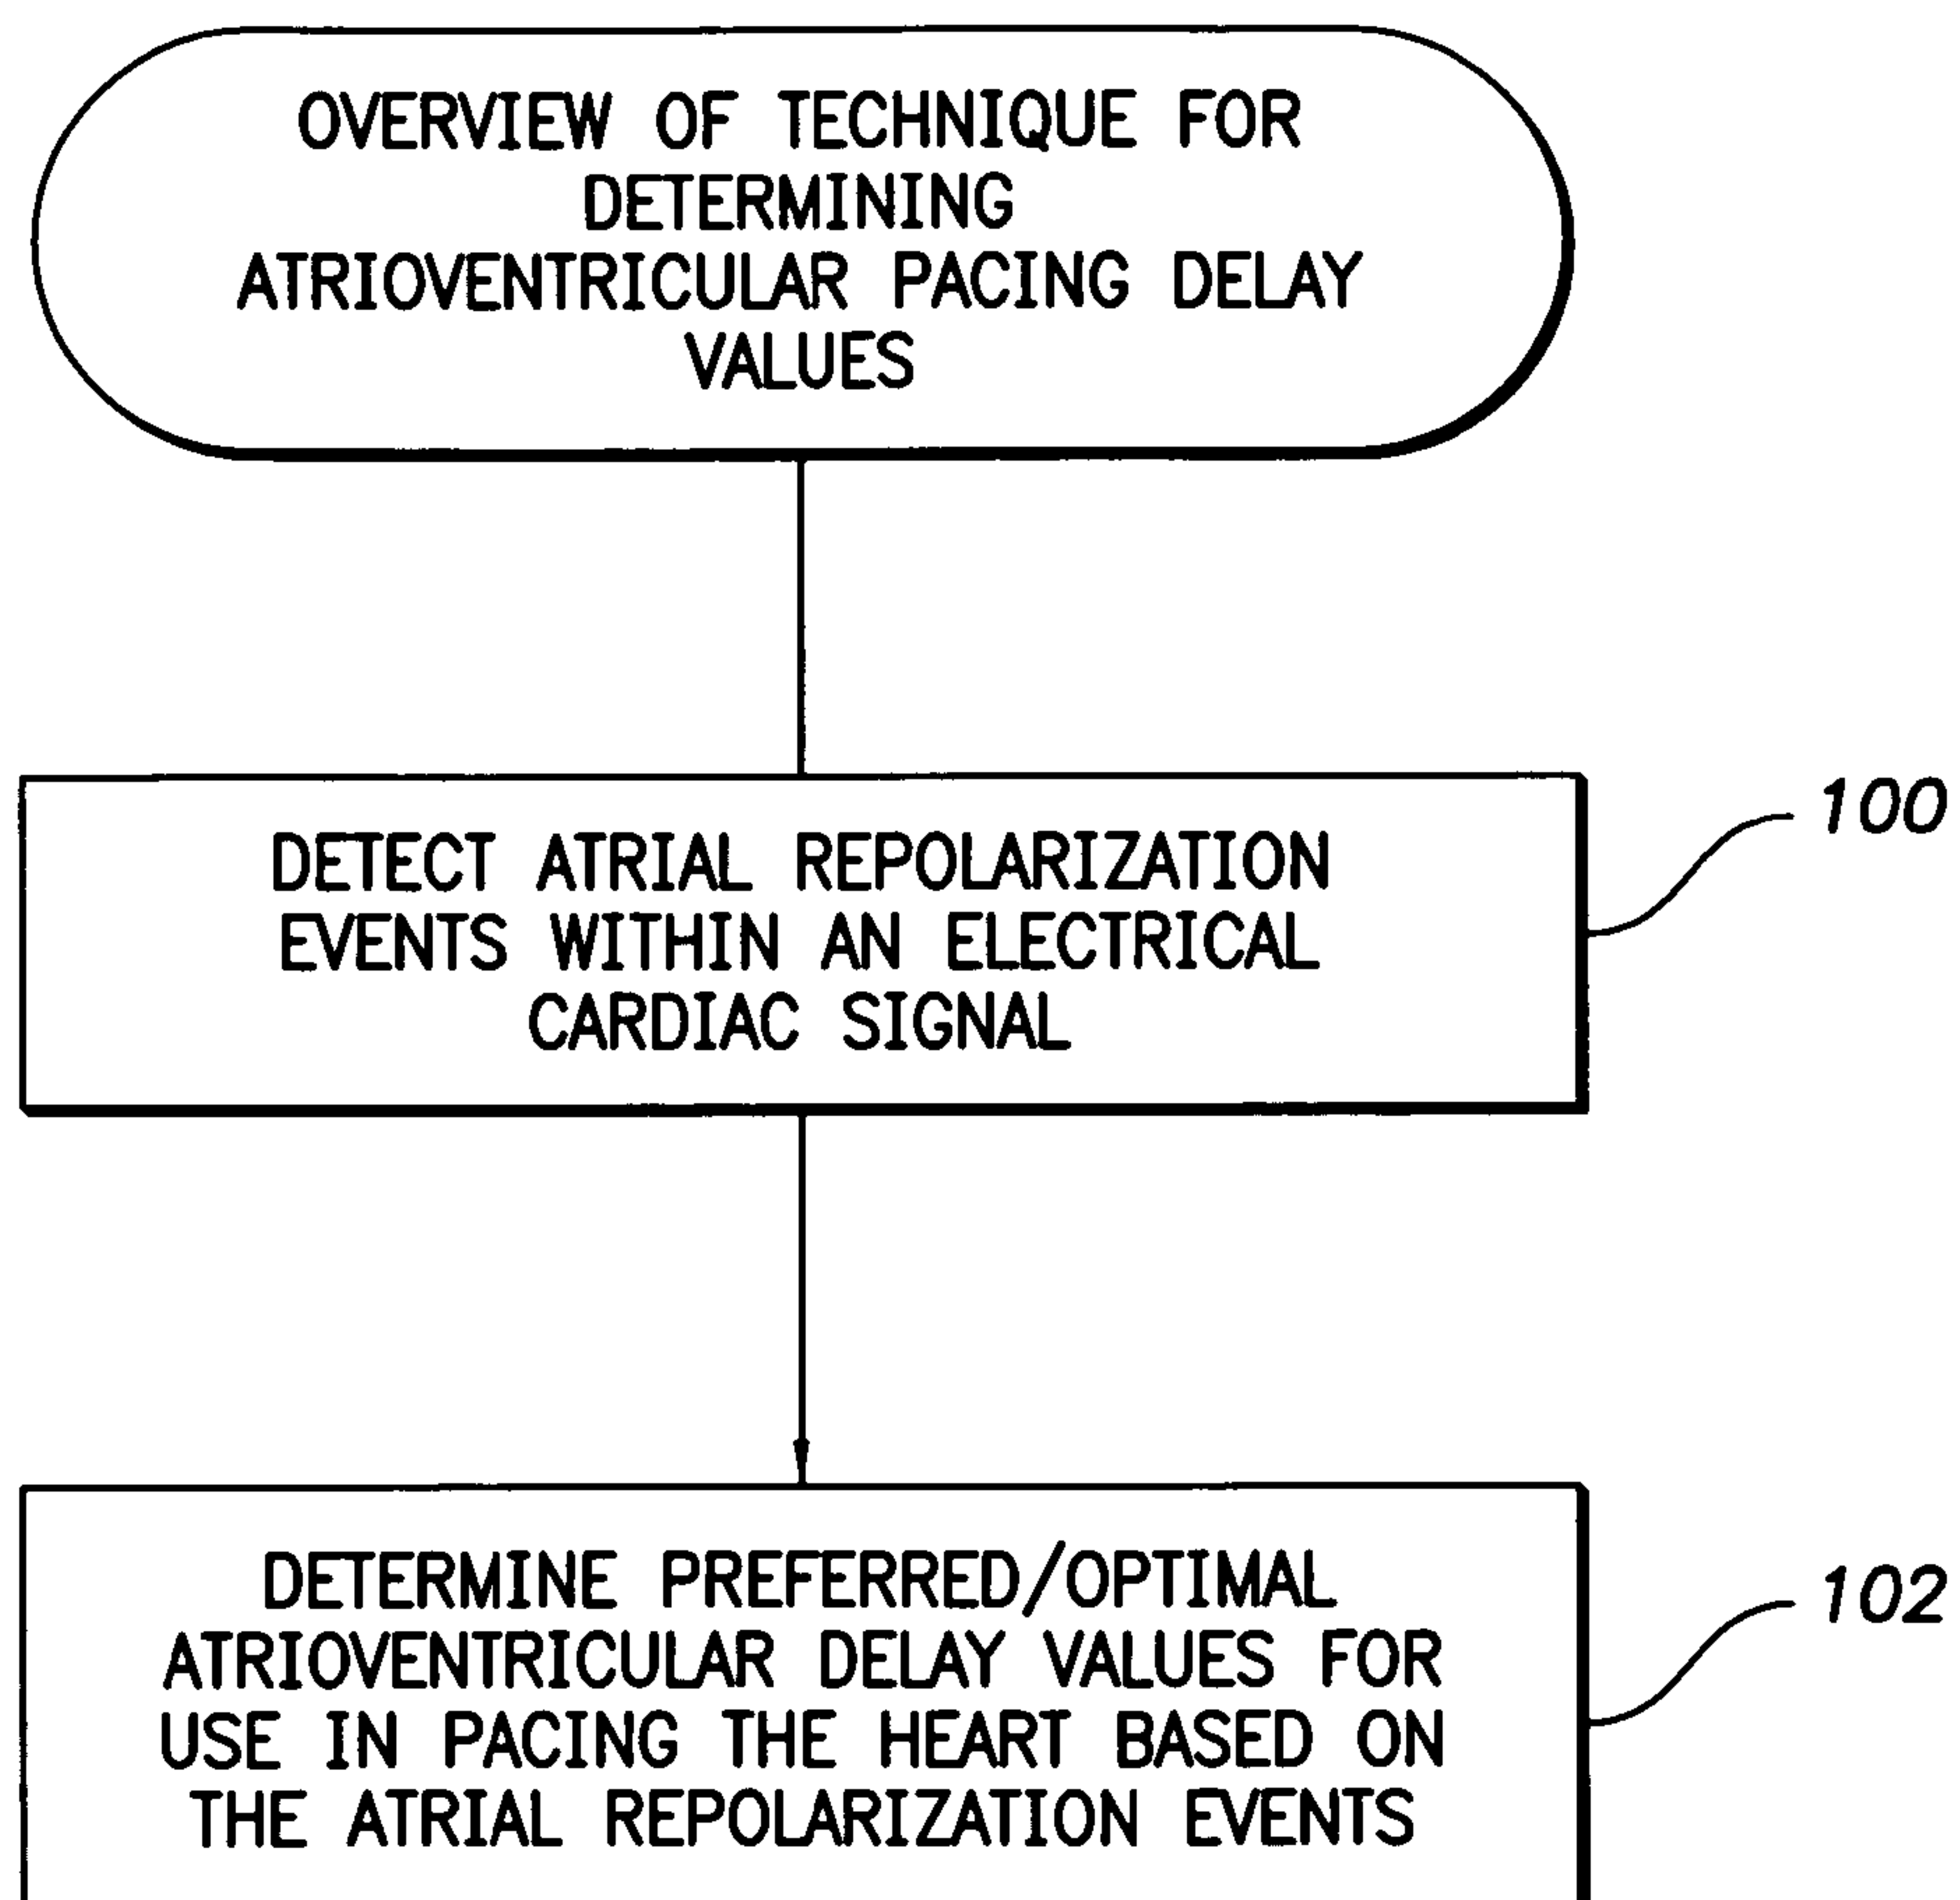 OVERVIEW OF TECHNIQUE FOR
DETERMINING
ATRIOVENTRICULAR PACING DELAY
VALUES
100
DETECT ATRIAL REPOLARIZATION
EVENTS WITHIN AN ELECTRICAL
CARDIAC SIGNAL
102
DETERMINE PREFERRED/OPTIMAL
ATRIOVENTRICULAR DELAY VALUES FOR
USE IN PACING THE HEART BASED ON
THE ATRIAL REPOLARIZATION EVENTS